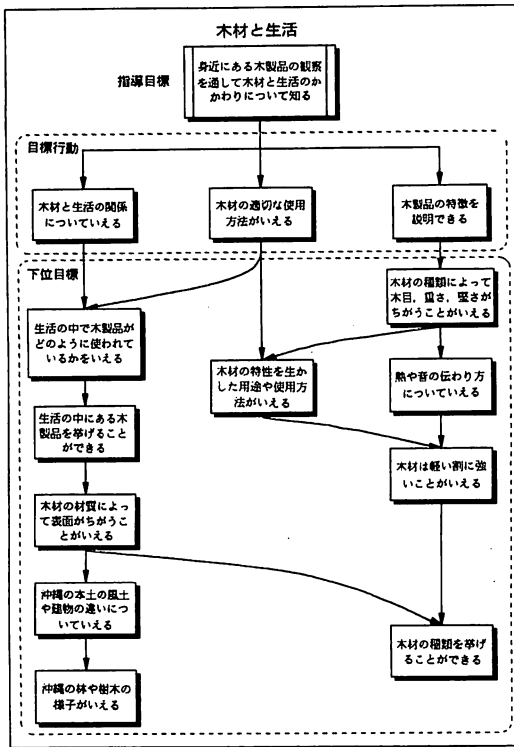 木材と生活
指導目標
身近にある木製品の観察
を通して木材と生活のか
かわりについて知る
目標行動
木材と生活の関係
についていえる
木材の適切な使用
方法がいえる
木製品の特徴を
説明できる
下位目標
生活の中で木製品が
どのように使われて
いるかをいえる
木材の種類によって
木目，重さ，堅さが
ちがうことがいえる
木材の特性を生か
した用途や使用方
法がいえる
熱や音の伝わり方
についていえる
生活の中にある木
製品を挙げること
ができる
木材は軽い割に強
いことがいえる
木材の材質によっ
て表面がちがうこ
とがいえる
沖縄の本土の風土
や建物の違いにつ
いていえる
木材の種類を挙げ
ることができる
沖縄の林や樹木の
様子がいえる